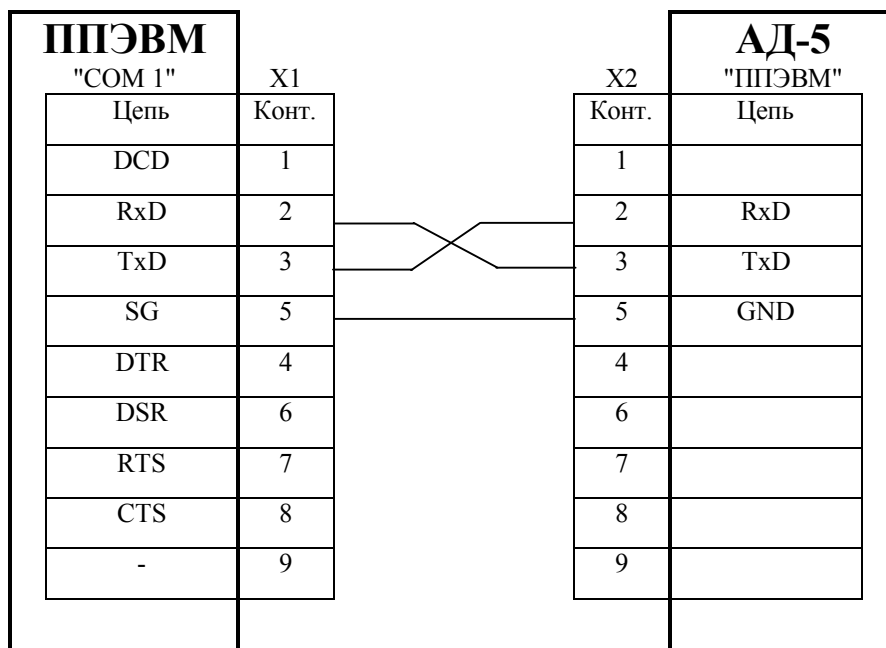 ППЭВМ АД-5
"COM 1" X1 X2 "ППЭВМ"
Цепь Конт. Конт. Цепь
DCD 1 1
RxD 2 2 RxD
TxD 3 3 TxD
SG 5 5 GND
DTR 4 4
DSR 6 6
RTS 7 7
CTS 8 8
- 9 9